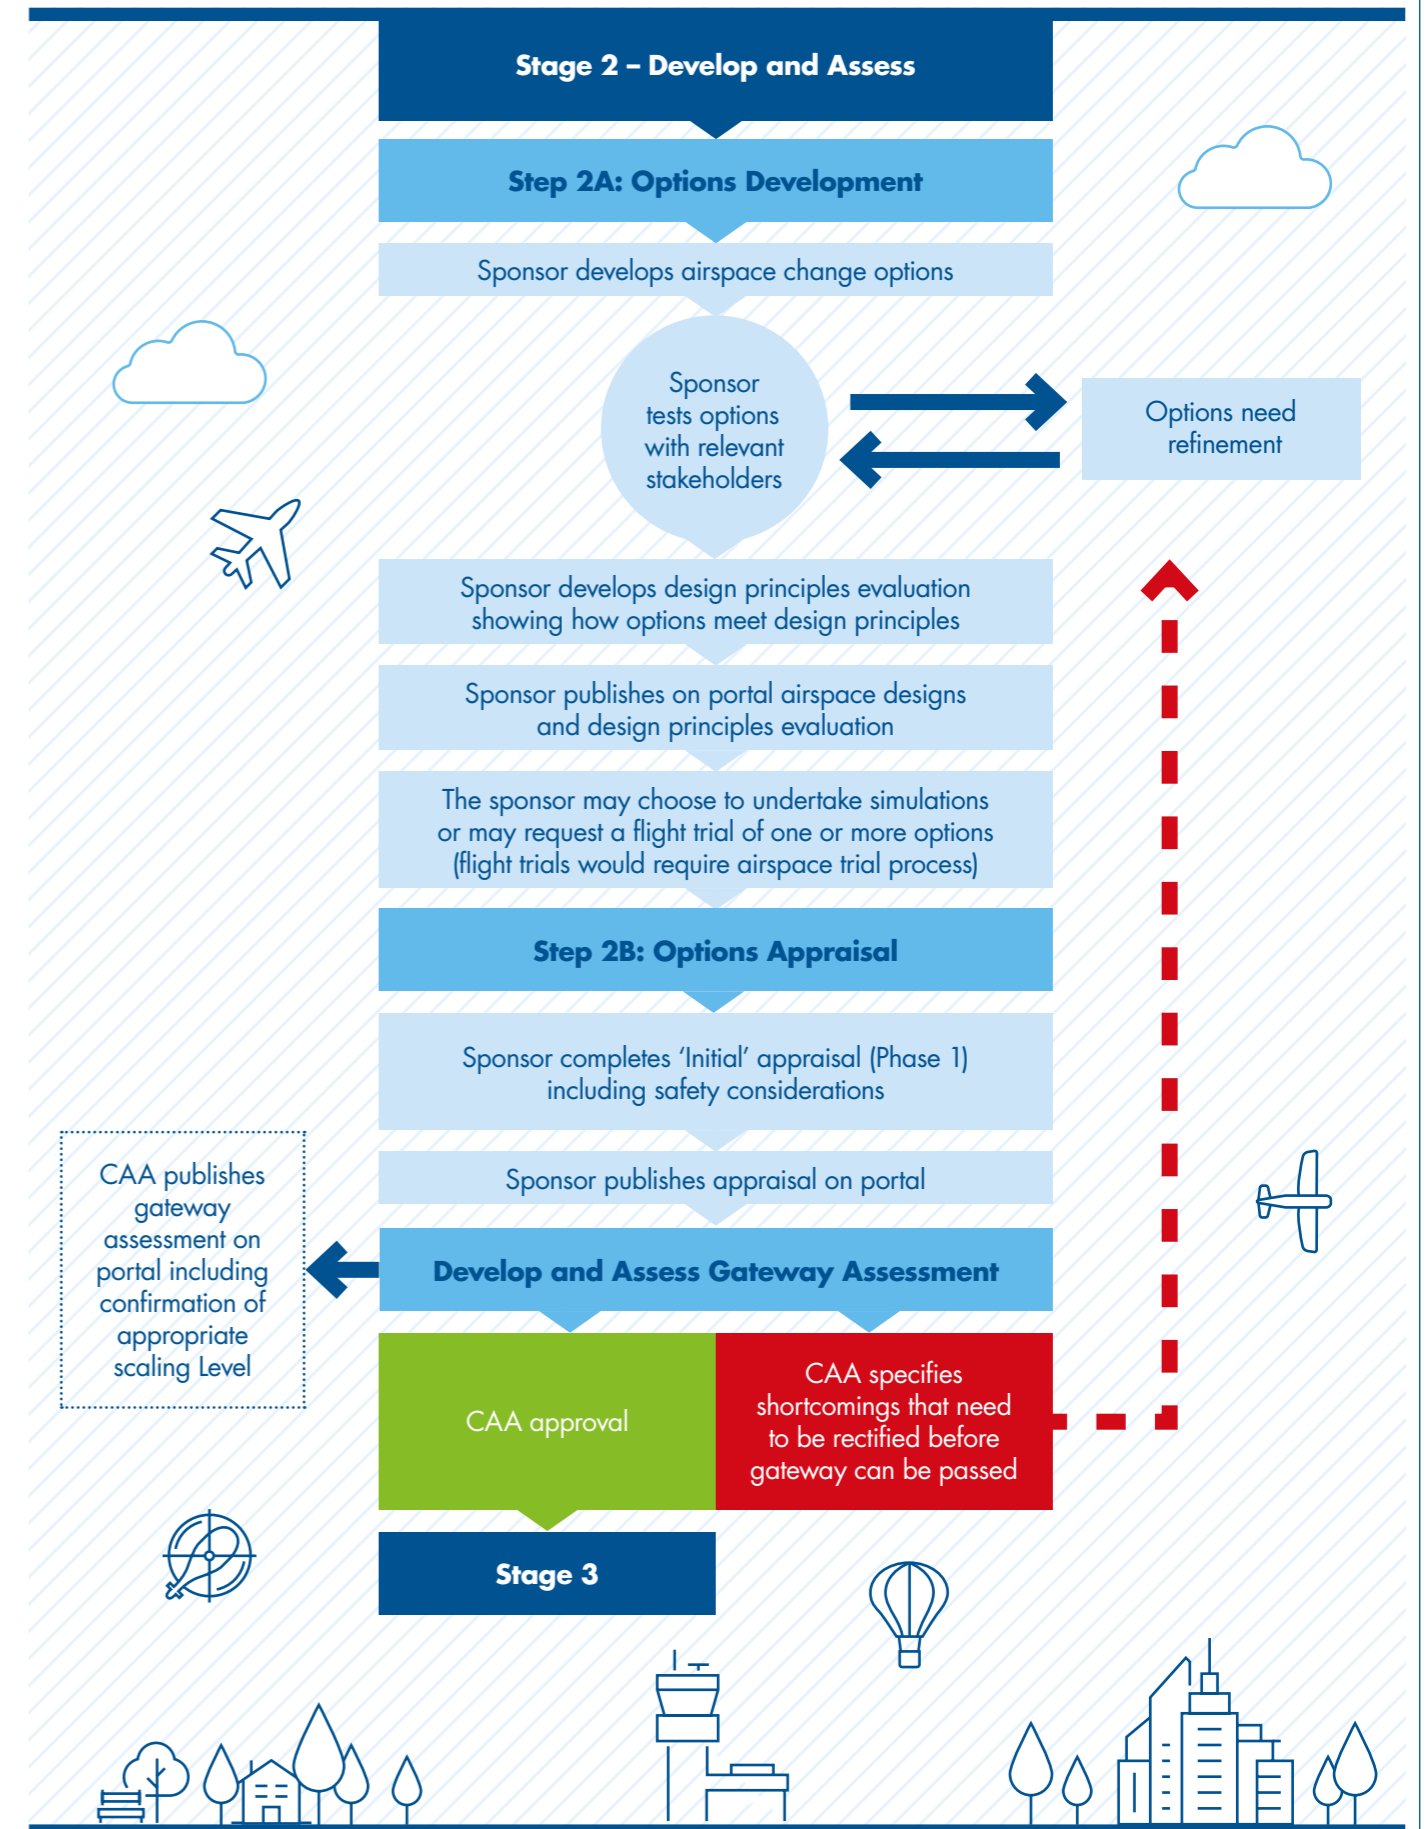 Stage 2 – Develop and Assess
Step 2A: Options Development
Sponsor develops airspace change options
Sponsor
tests options
with relevant
stakeholders
Options need
refinement
Sponsor develops design principles evaluation
showing how options meet design principles
Sponsor publishes on portal airspace designs
and design principles evaluation
The sponsor may choose to undertake simulations
or may request a flight trial of one or more options
(flight trials would require airspace trial process)
Step 2B: Options Appraisal
Sponsor completes ‘Initial’ appraisal (Phase 1)
including safety considerations
Sponsor publishes appraisal on portal
CAA publishes
gateway
assessment on
portal including
confirmation of
appropriate
scaling Level
Develop and Assess Gateway Assessment
CAA approval
CAA specifies
shortcomings that need
to be rectified before
gateway can be passed
Stage 3